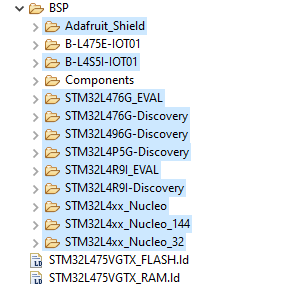 BSP
Adafruit_Shield
B-L475E-IOT01
B-L4S5I-IOT01
Components
STM32L476G_EVAL
STM32L476G-Discovery
STM32L496G-Discovery
STM32L4P5G-Discovery
STM32L4R9I_EVAL
STM32L4R9I-Discovery
STM32L4xx_Nucleo
STM32L4xx_Nucleo_144
STM32L4xx_Nucleo_32
STM32L475VGTX_FLASH.ld
STM32L475VGTX_RAM.ld